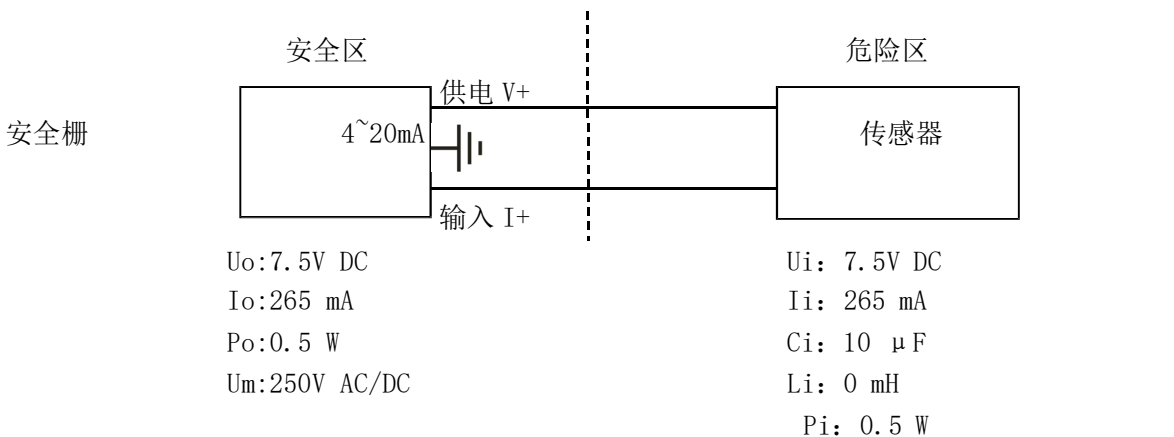 安全区 危险区
供电 V+
安全栅 4~20mA 传感器
输入 I+
Uo:7.5V DC Ui：7.5V DC
Io:265 mA Ii：265 mA
Po:0.5 W Ci：10 μF
Um:250V AC/DC Li：0 mH
Pi：0.5 W